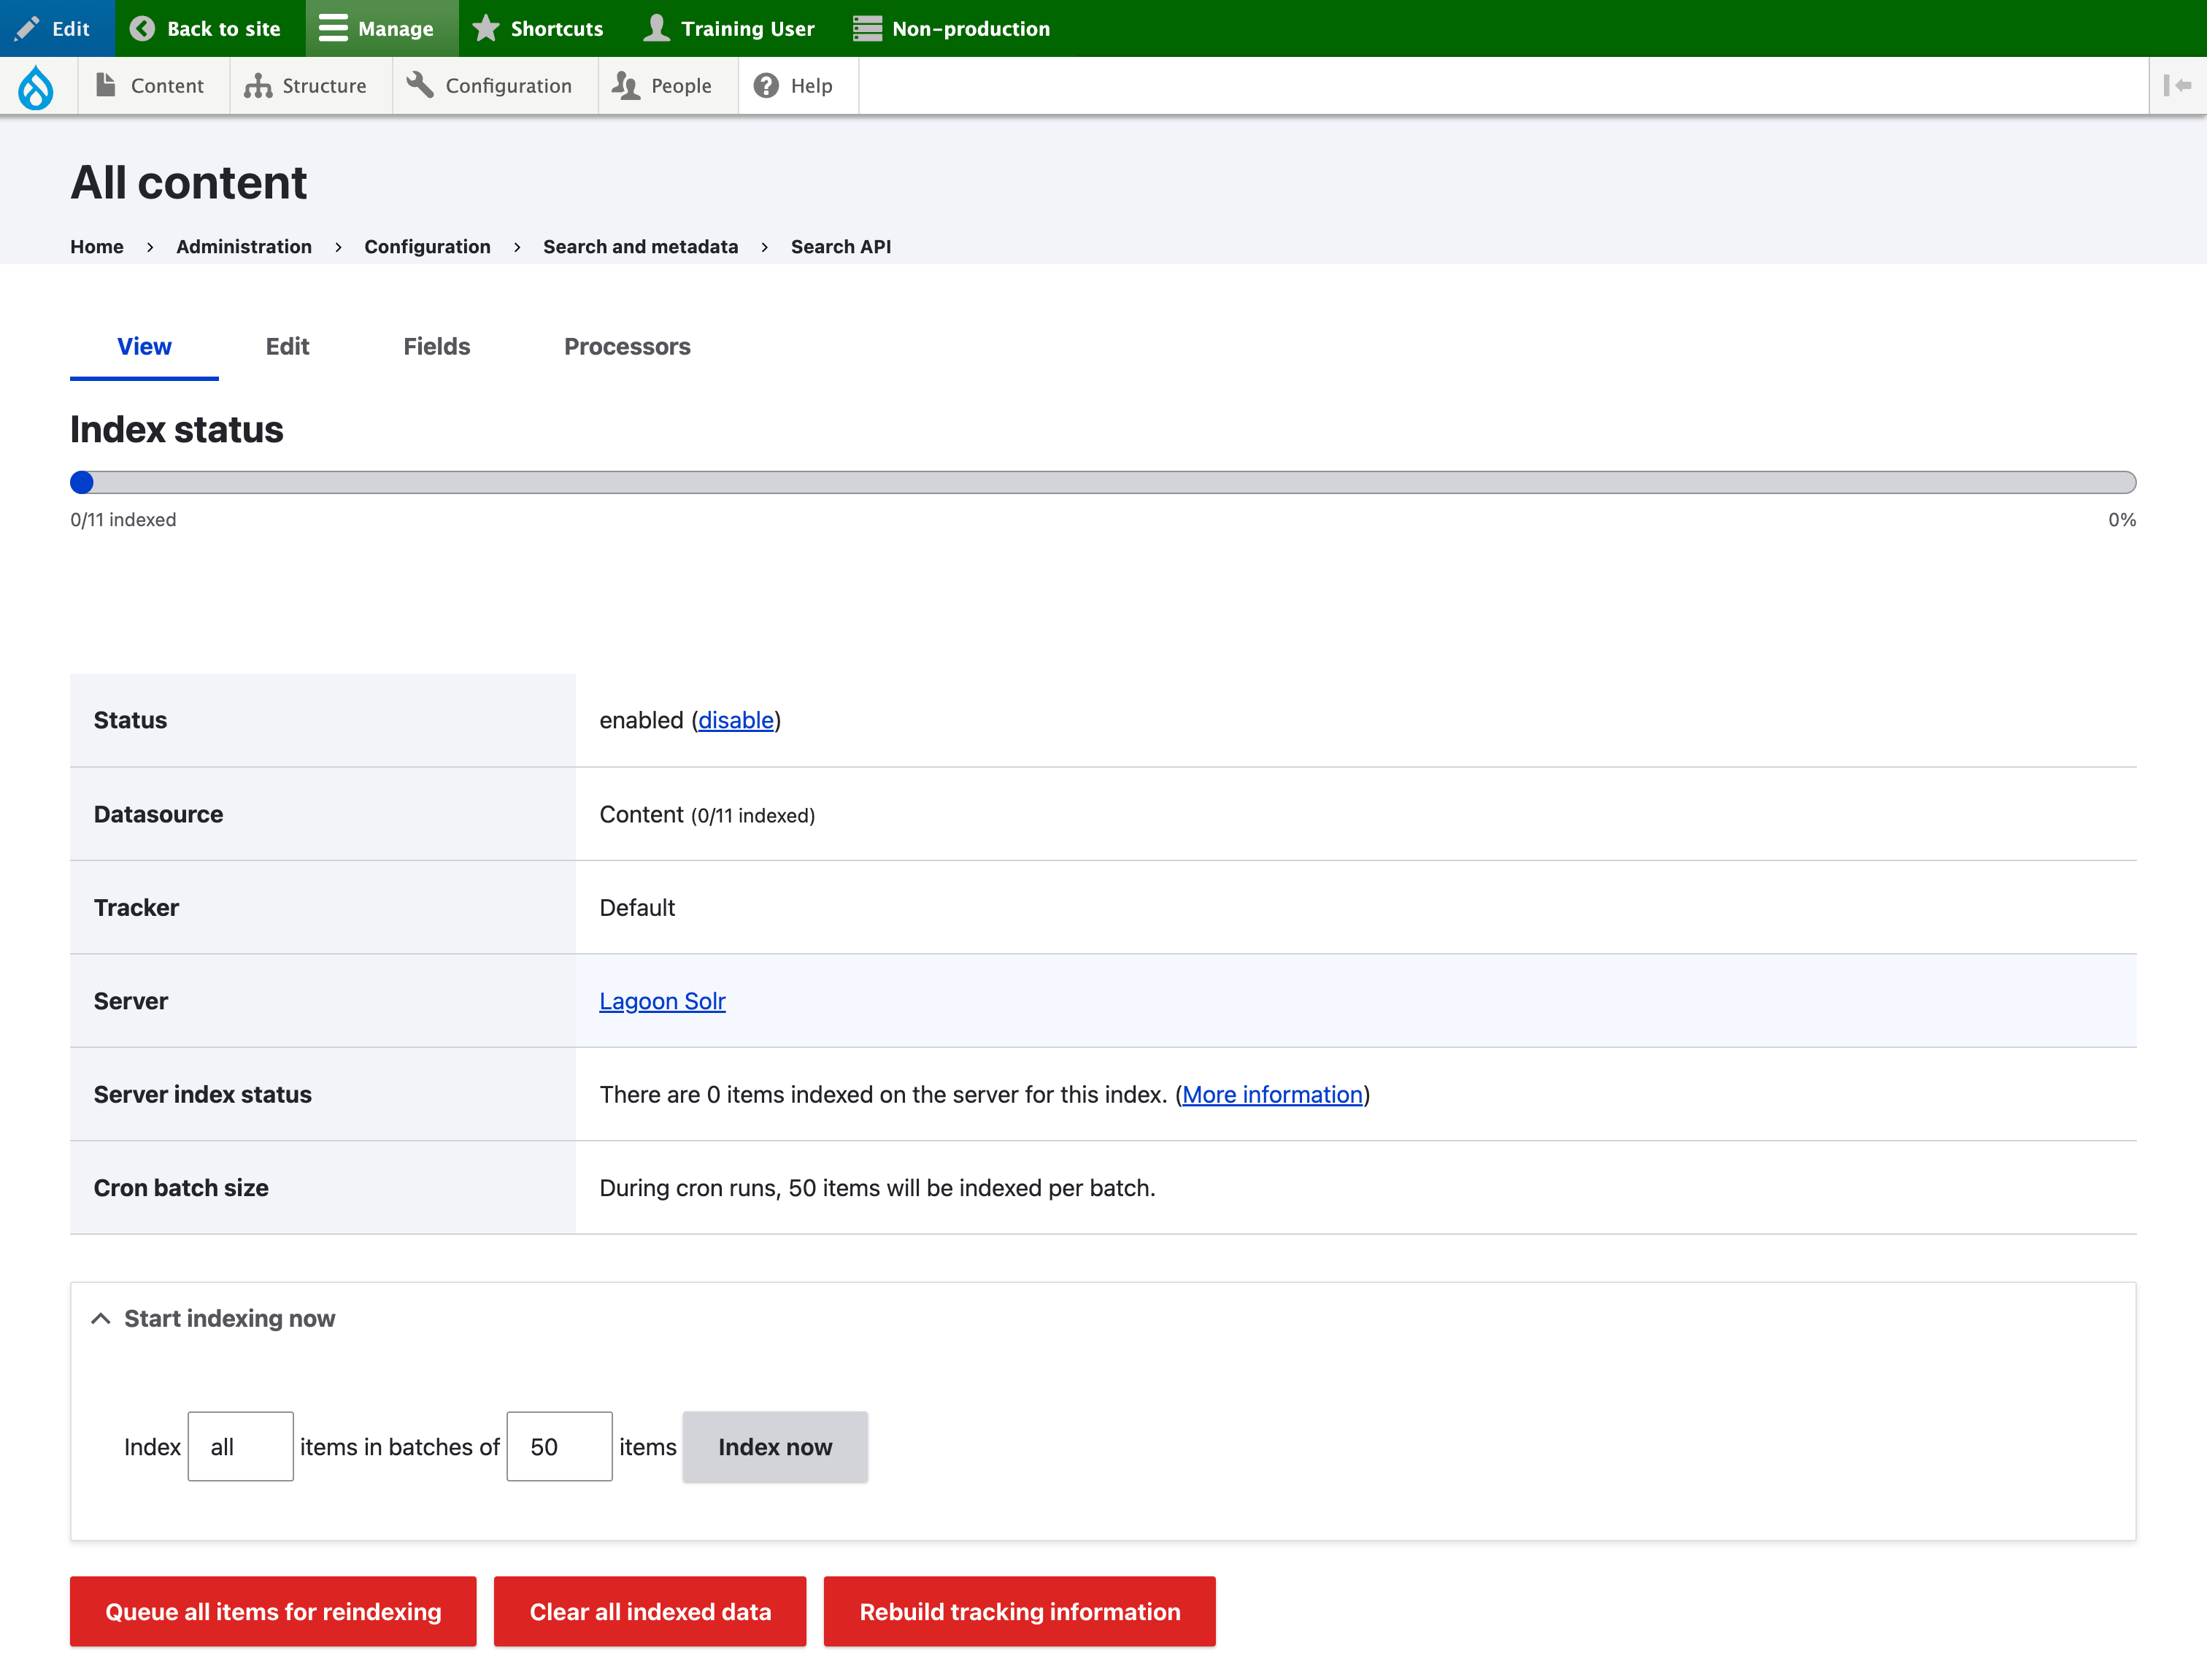 Edit Back to site Manage Shortcuts Training User Non-production
Content Structure Configuration People Help
All content
Home > Administration > Configuration > Search and metadata > Search API
View Edit Fields Processors
Index status
0/11 indexed 0%
Status enabled (disable)
Datasource Content (0/11 indexed)
Tracker Default
Server Lagoon Solr
Server index status There are 0 items indexed on the server for this index. (More information)
Cron batch size During cron runs, 50 items will be indexed per batch.
Start indexing now
Index all items in batches of 50 items Index now
Queue all items for reindexing Clear all indexed data Rebuild tracking information